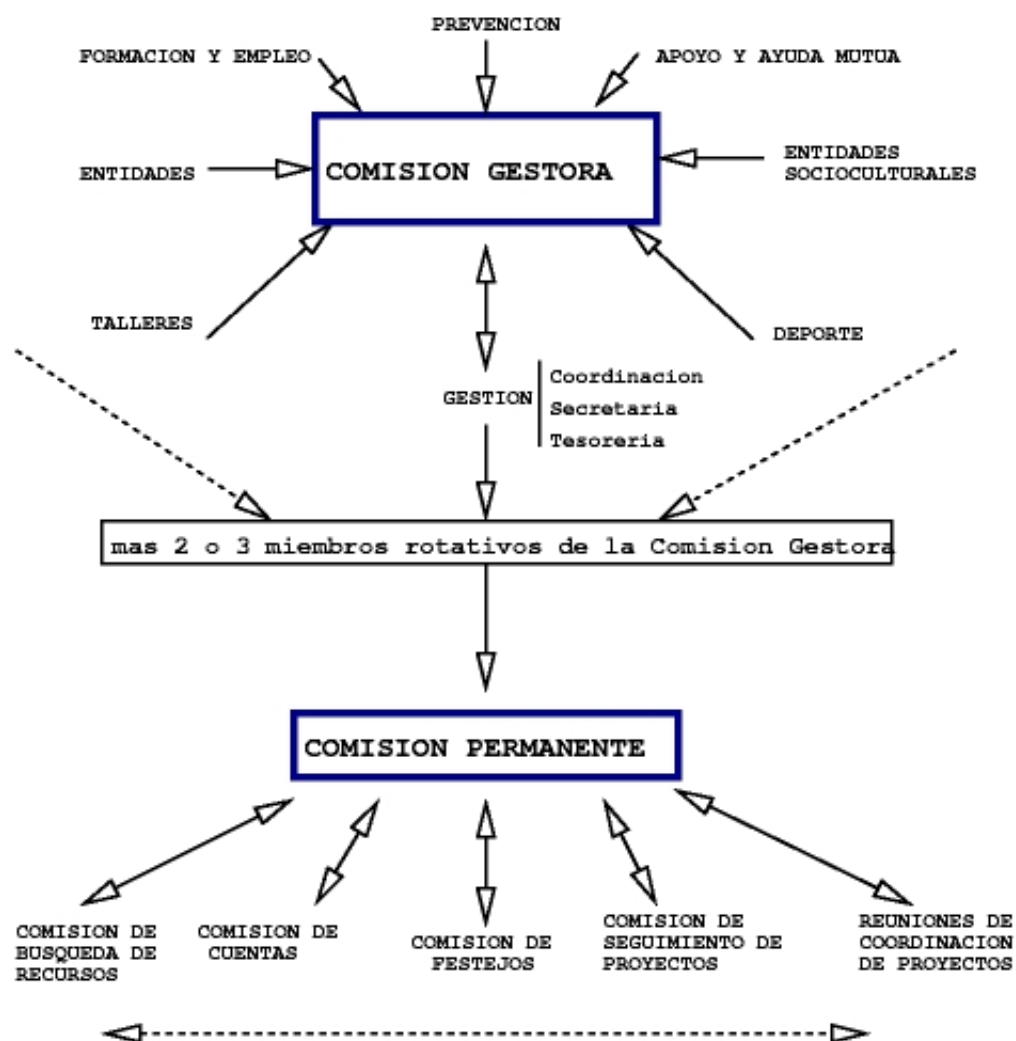 PREVENCION
FORMACION Y EMPLEO
APOYO Y AYUDA MUTUA
COMISION GESTORA
ENTIDADES
ENTIDADES
SOCIOCULTURALES
TALLERES
DEPORTE
GESTION
Coordinacion
Secretaria
Tesoreria
mas 2 o 3 miembros rotativos de la Comision Gestora
COMISION PERMANENTE
COMISION DE
BUSQUEDA DE
RECURSOS
COMISION DE
CUENTAS
COMISION DE
FESTEJOS
COMISION DE
SEGUIMIENTO DE
PROYECTOS
REUNIONES DE
COORDINACION
DE PROYECTOS